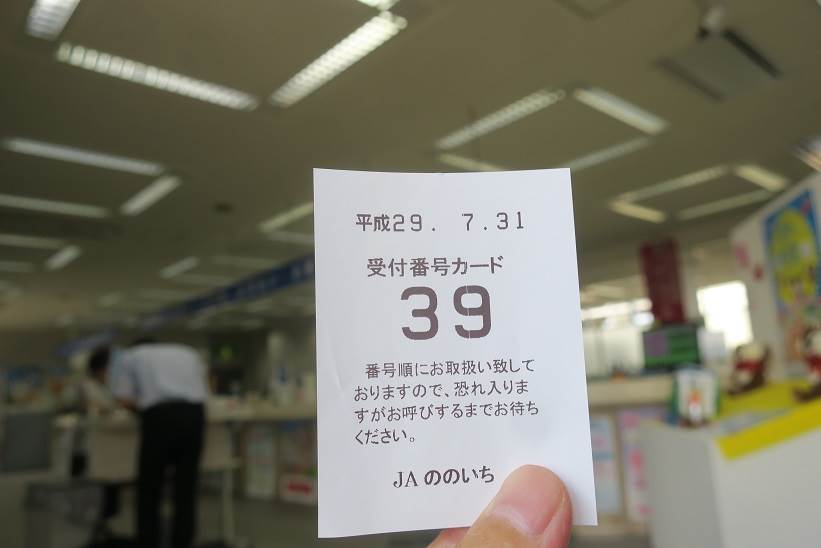 平成29. 7.31
受付番号カード
39
番号順にお取扱い致して
おりますので、恐れ入りま
すがお呼びするまでお待ち
ください。
JA ののいち